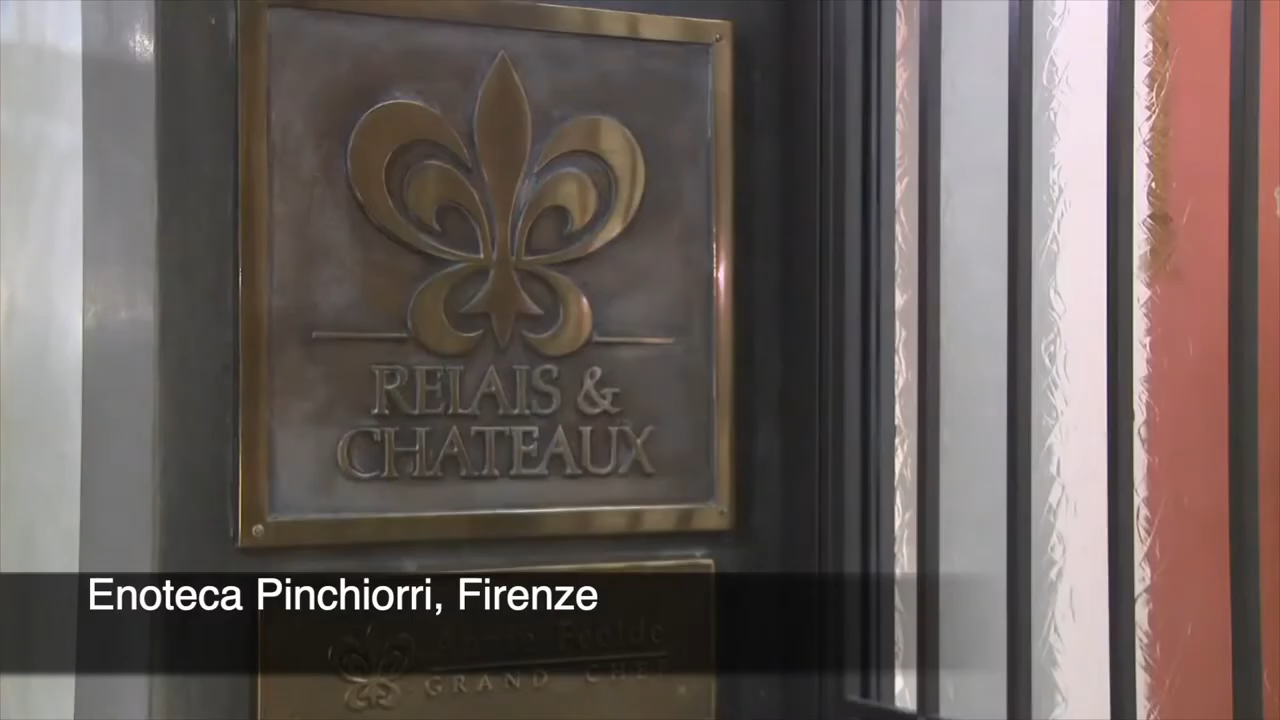 RELAIS &
CHATEAUX
Enoteca Pinchiorri, Firenze
GRAND CHEF